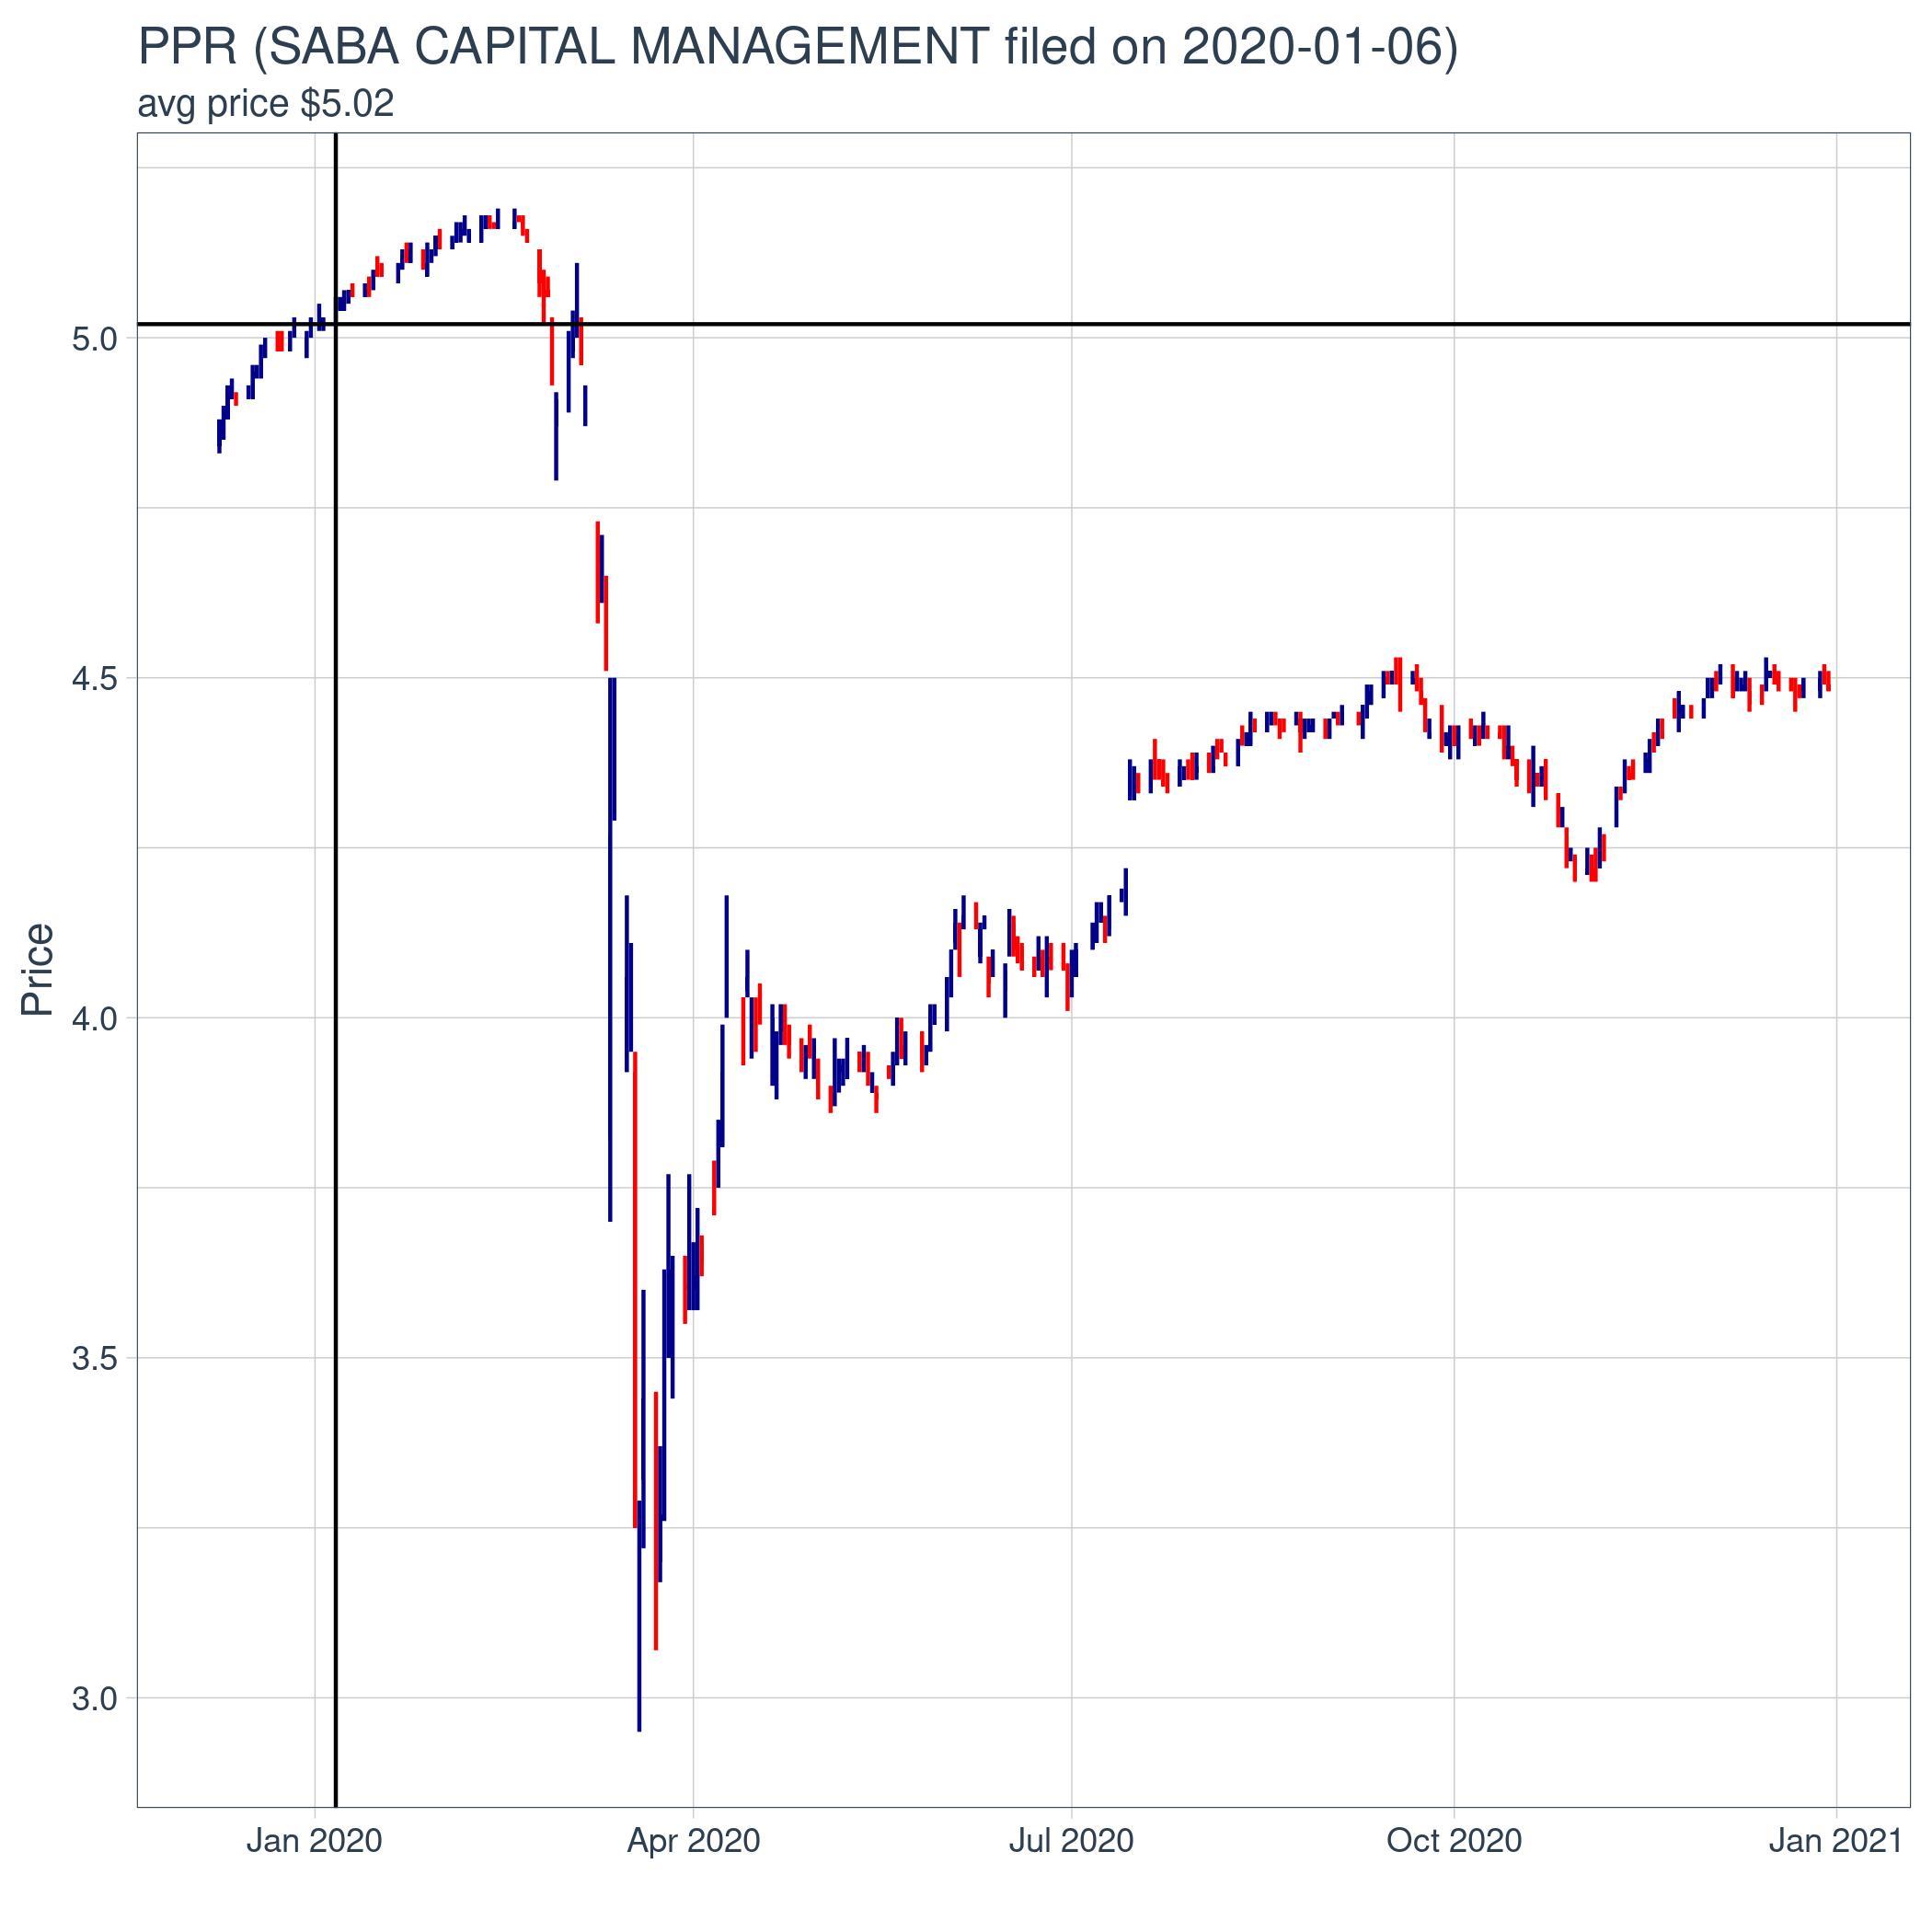 PPR (SABA CAPITAL MANAGEMENT filed on 2020-01-06)
avg price $5.02
Price
5.0
4.5
4.0
3.5
3.0
Jan 2020 Apr 2020 Jul 2020 Oct 2020 Jan 2021